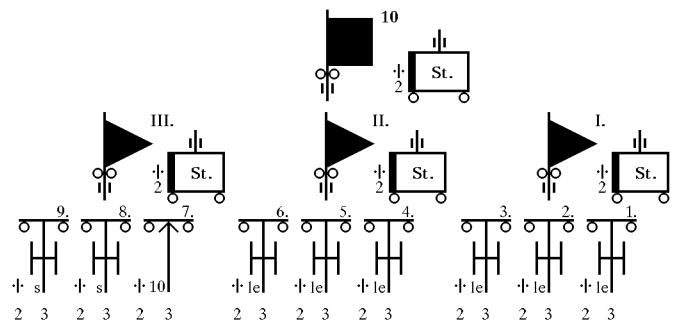 10
St.
2
III. II. I.
St. St. St.
2 2 2
9. 8. 7. 6. 5. 4. 3. 2. 1.
s s 10 le le le le le le
2 3 2 3 2 3 2 3 2 3 2 3 2 3 2 3 2 3